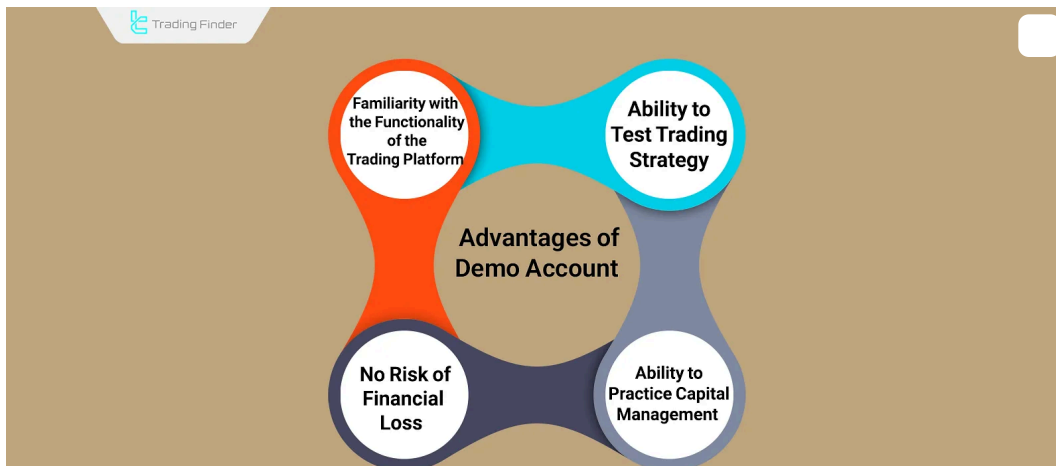 Trading Finder
Familiarity with
the Functionality
of the
Trading Platform
Ability to
Test Trading
Strategy
Advantages of
Demo Account
No Risk of
Financial
Loss
Ability to
Practice Capital
Management